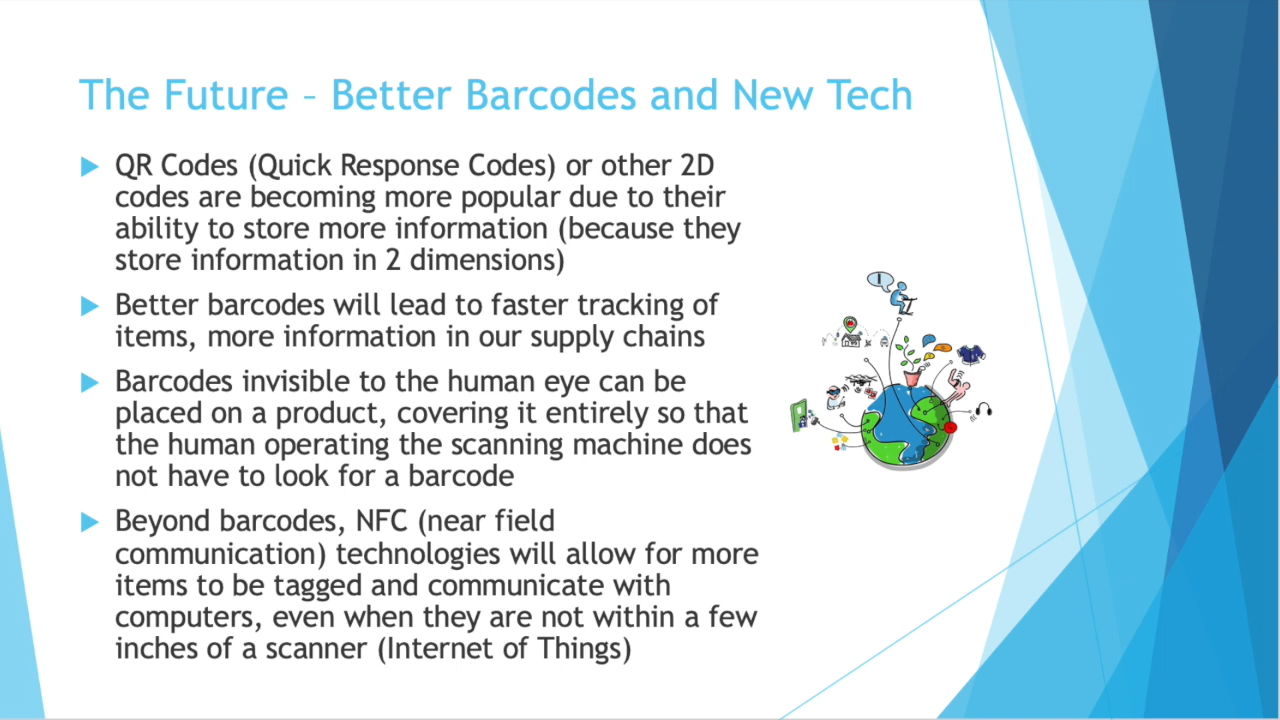 The Future – Better Barcodes and New Tech
QR Codes (Quick Response Codes) or other 2D
codes are becoming more popular due to their
ability to store more information (because they
store information in 2 dimensions)
Better barcodes will lead to faster tracking of
items, more information in our supply chains
Barcodes invisible to the human eye can be
placed on a product, covering it entirely so that
the human operating the scanning machine does
not have to look for a barcode
Beyond barcodes, NFC (near field
communication) technologies will allow for more
items to be tagged and communicate with
computers, even when they are not within a few
inches of a scanner (Internet of Things)